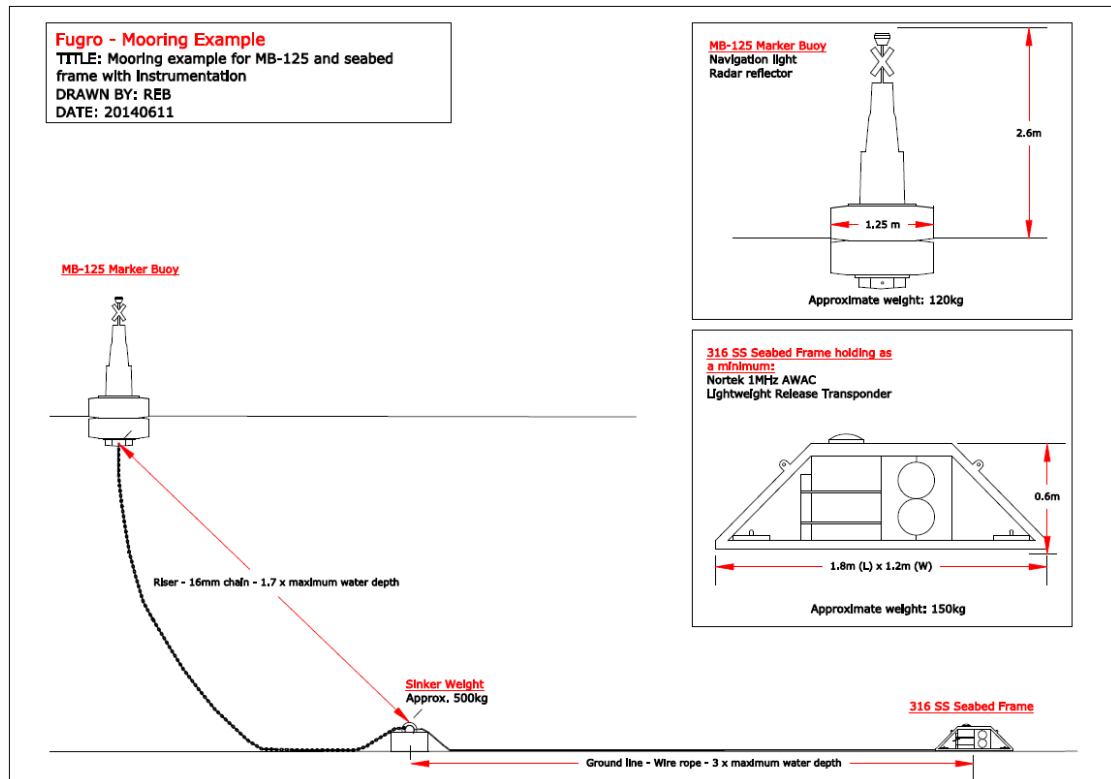 Fugro - Mooring Example
TITLE: Mooring example for MB-125 and seabed
frame with Instrumentation
DRAWN BY: REB
DATE: 20140611
MB-125 Marker Buoy
Navigation light
Radar reflector
2.6m
1.25 m
Approximate weight: 120kg
MB-125 Marker Buoy
316 SS Seabed Frame holding as
a minimum:
Nortek 1MHz AWAC
Lightweight Release Transponder
0.6m
1.8m (L) x 1.2m (W)
Approximate weight: 150kg
Riser - 16mm chain - 1.7 x maximum water depth
Sinker Weight
Approx. 500kg
316 SS Seabed Frame
Ground line - Wire rope - 3 x maximum water depth